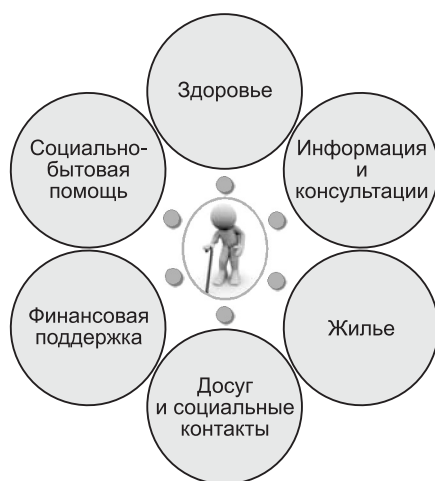 Здоровье
Информация
и
консультации
Жилье
Досуг
и социальные
контакты
Финансовая
поддержка
Социально-
бытовая
помощь